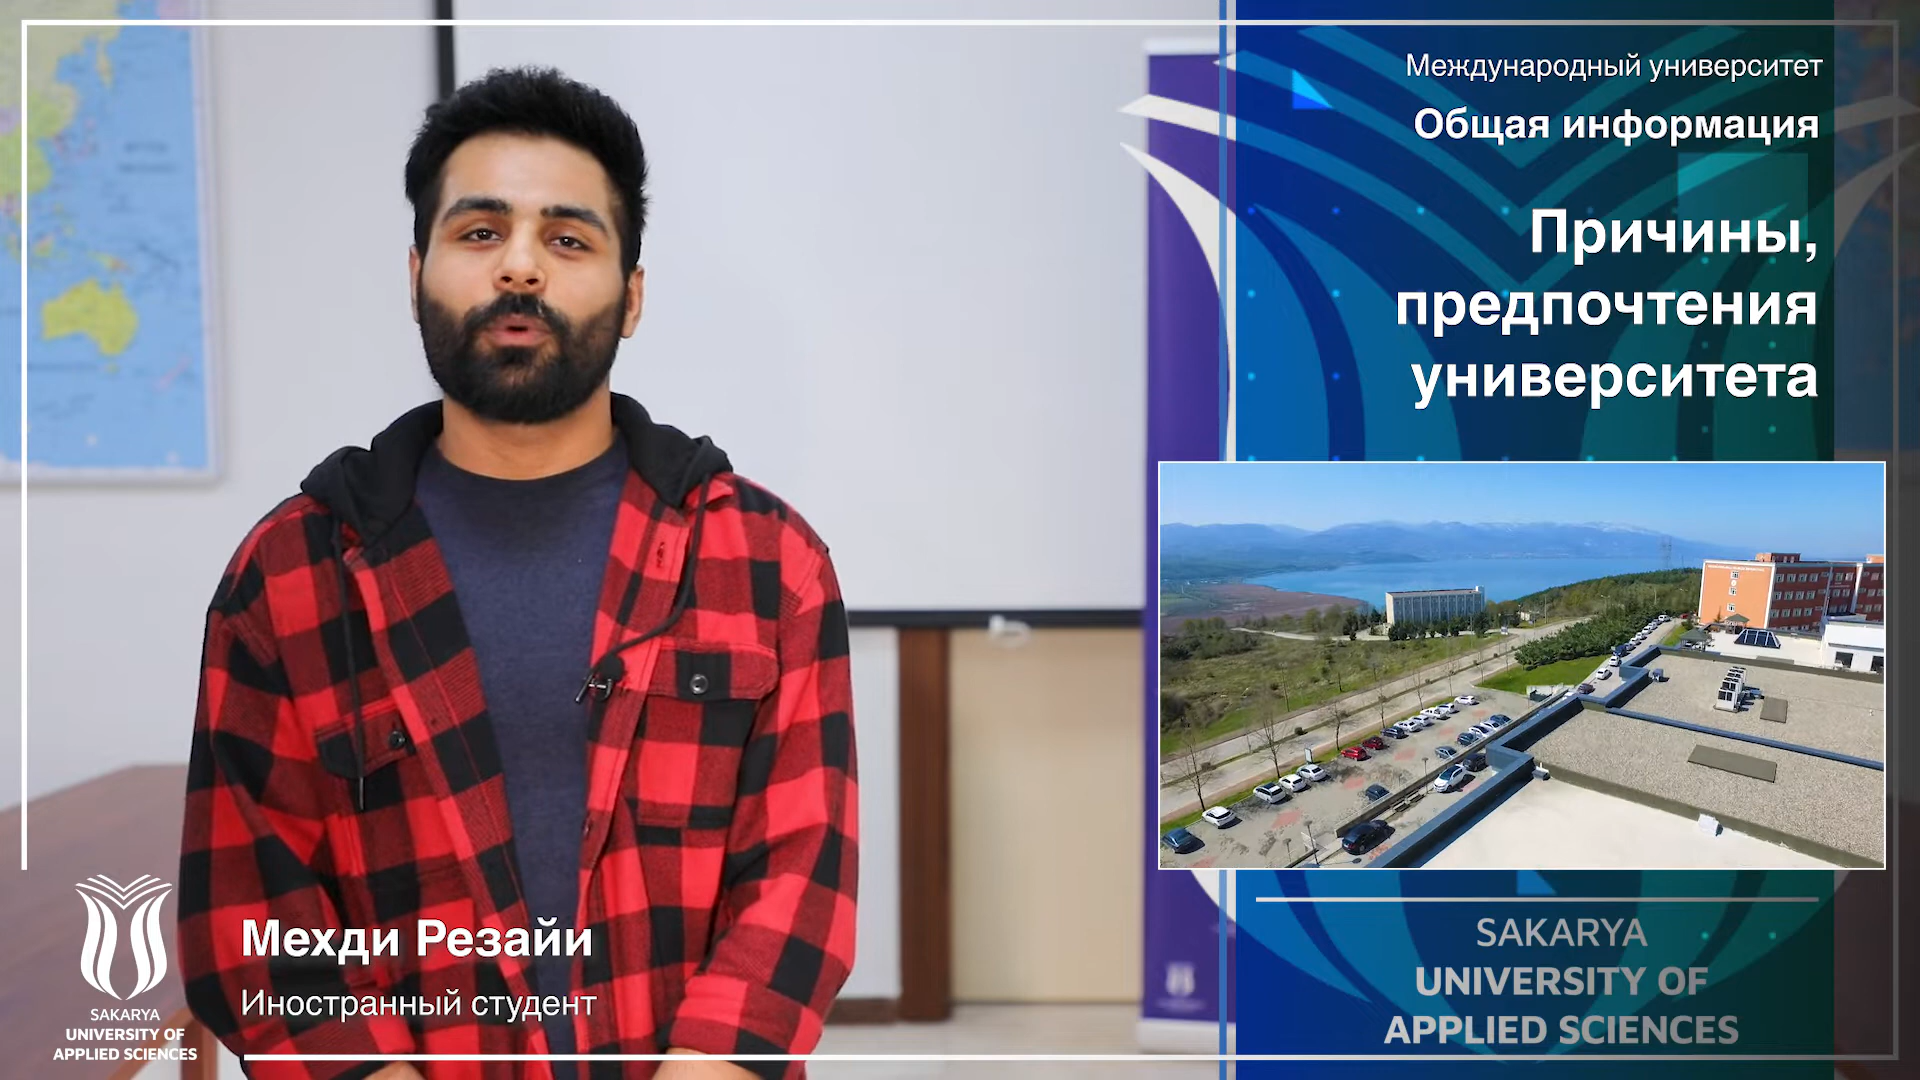 Международный университет
Общая информация
Причины,
предпочтения
университета
Мехди Резайи
Иностранный студент
SAKARYA
UNIVERSITY OF
APPLIED SCIENCES
SAKARYA
UNIVERSITY OF
APPLIED SCIENCES